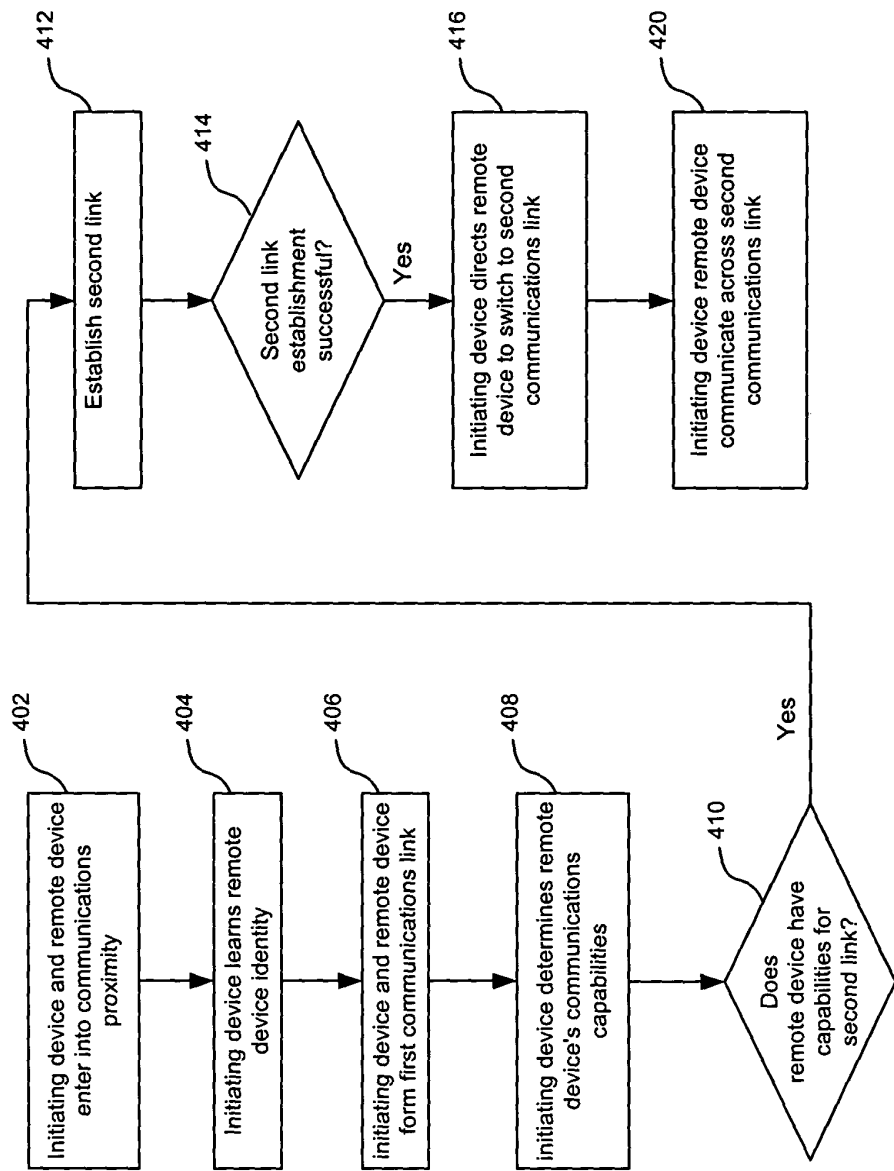 402
Initiating device and remote device
enter into communications
proximity
404
Initiating device learns remote
device identity
406
initiating device and remote device
form first communications link
408
initiating device determines remote
device's communications
capabilities
410
Does
remote device have
capabilities for
second link?
Yes
412
Establish second link
414
Second link
establishment
successful?
Yes
416
Initiating device directs remote
device to switch to second
communications link
420
Initiating device remote device
communicate across second
communications link